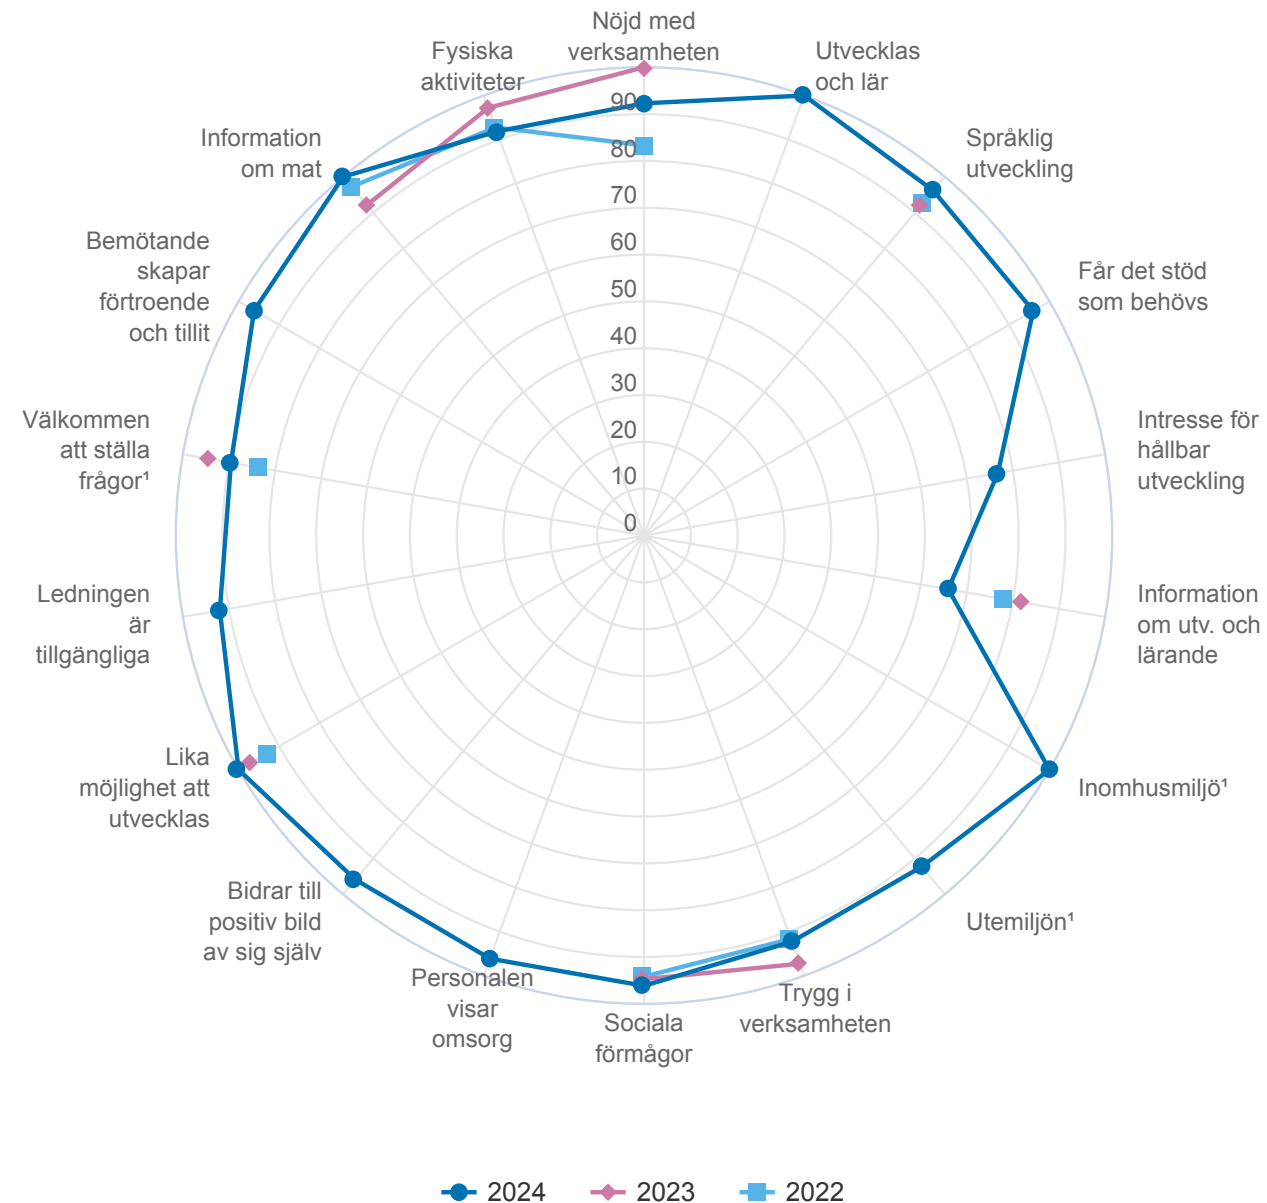 Nöjd med
verksamheten
Utvecklas
och lär
Språklig
utveckling
Får det stöd
som behövs
Intresse för
hållbar
utveckling
Information
om utv. och
lärande
Inomhusmiljö¹
Utemiljön¹
Trygg i
verksamheten
Sociala
förmågor
Personalen
visar
omsorg
Bidrar till
positiv bild
av sig själv
Lika
möjlighet att
utvecklas
Ledningen
är
tillgängliga
Välkommen
att ställa
frågor¹
Bemötande
skapar
förtroende
och tillit
Information
om mat
Fysiska
aktiviteter
90
80
70
60
50
40
30
20
10
0
2024 2023 2022